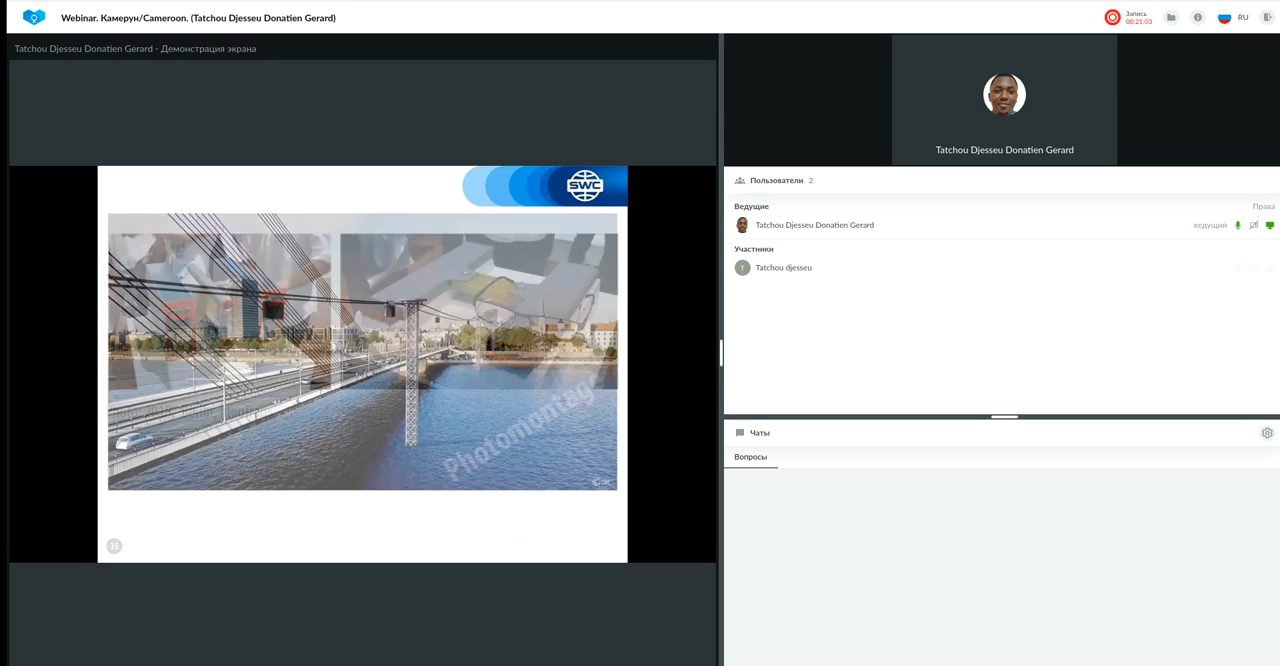 Webinar. Камерун/Cameroon. (Tatchou Djesseu Donatien Gerard)
Запись
00:21:03
RU
Tatchou Djesseu Donatien Gerard - Демонстрация экрана
SWC
Photomontag
35
Tatchou Djesseu Donatien Gerard
Пользователи 2
Ведущие Права
Tatchou Djesseu Donatien Gerard ведущий
Участники
T Tatchou djesseu
Чаты
Вопросы